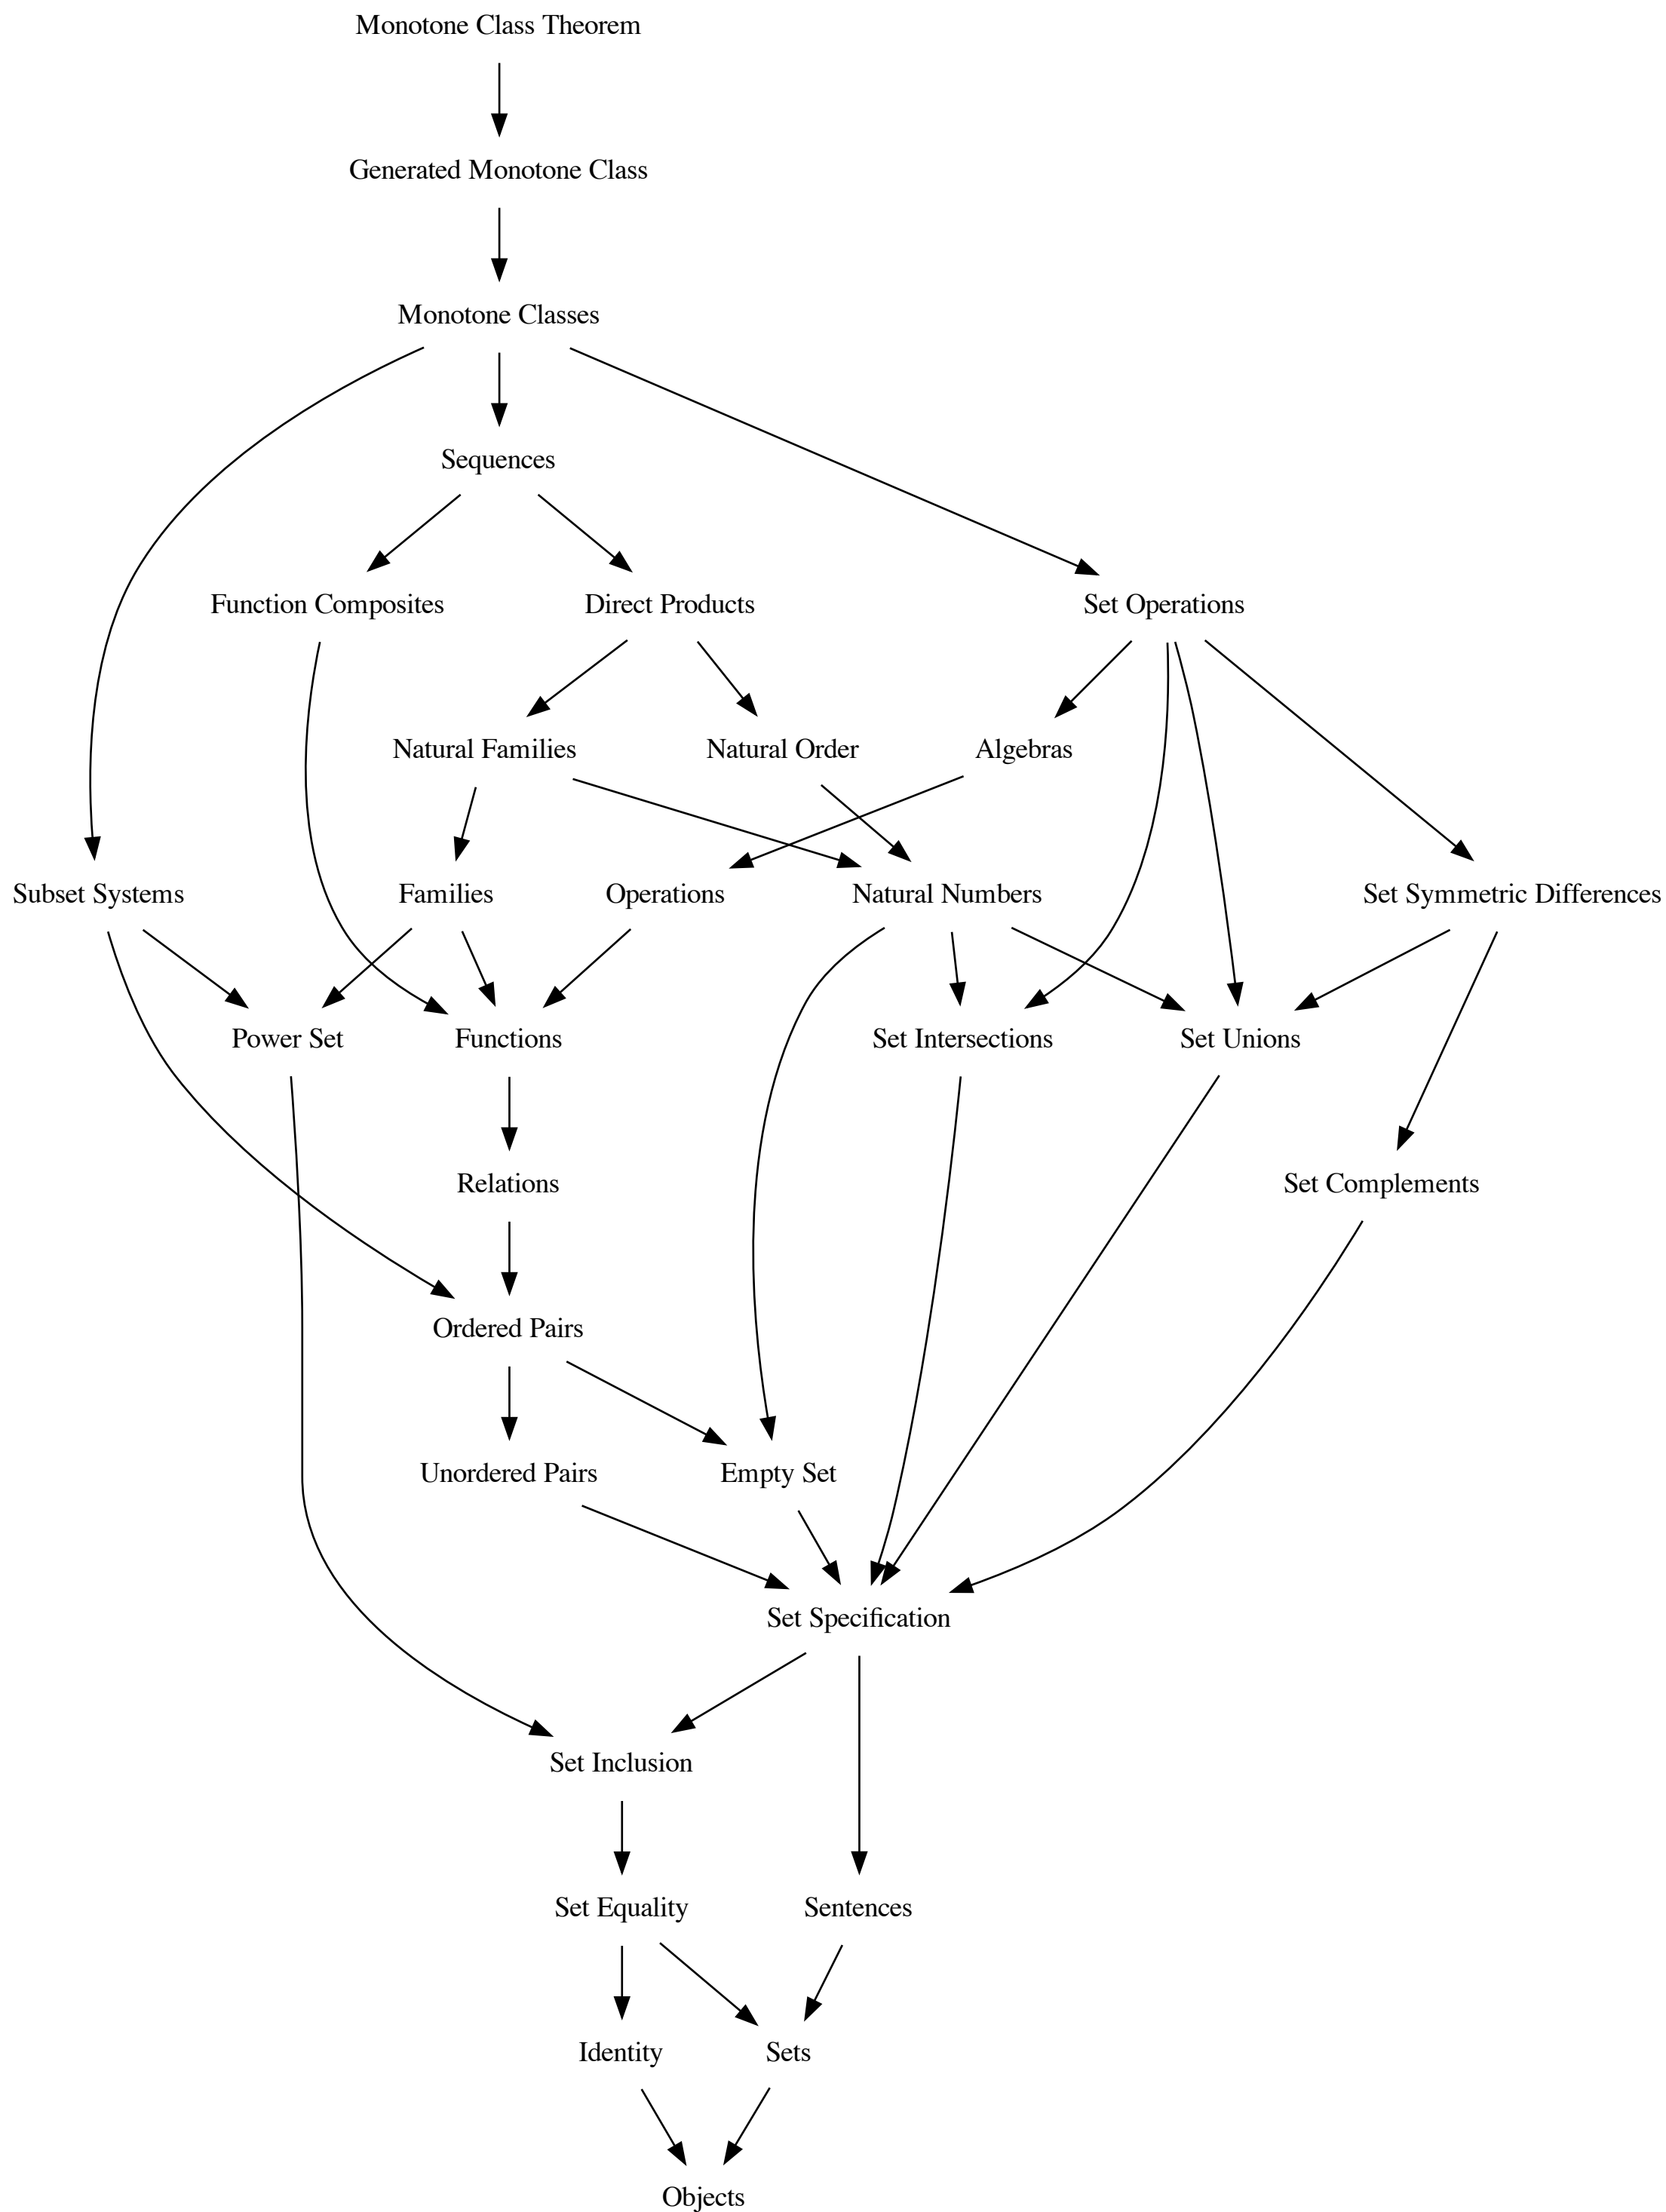 Monotone Class Theorem
Generated Monotone Class
Monotone Classes
Sequences
Function Composites
Direct Products
Set Operations
Natural Families
Natural Order
Algebras
Subset Systems
Families
Operations
Natural Numbers
Set Symmetric Differences
Power Set
Functions
Set Intersections
Set Unions
Relations
Set Complements
Ordered Pairs
Unordered Pairs
Empty Set
Set Specification
Set Inclusion
Set Equality
Sentences
Identity
Sets
Objects